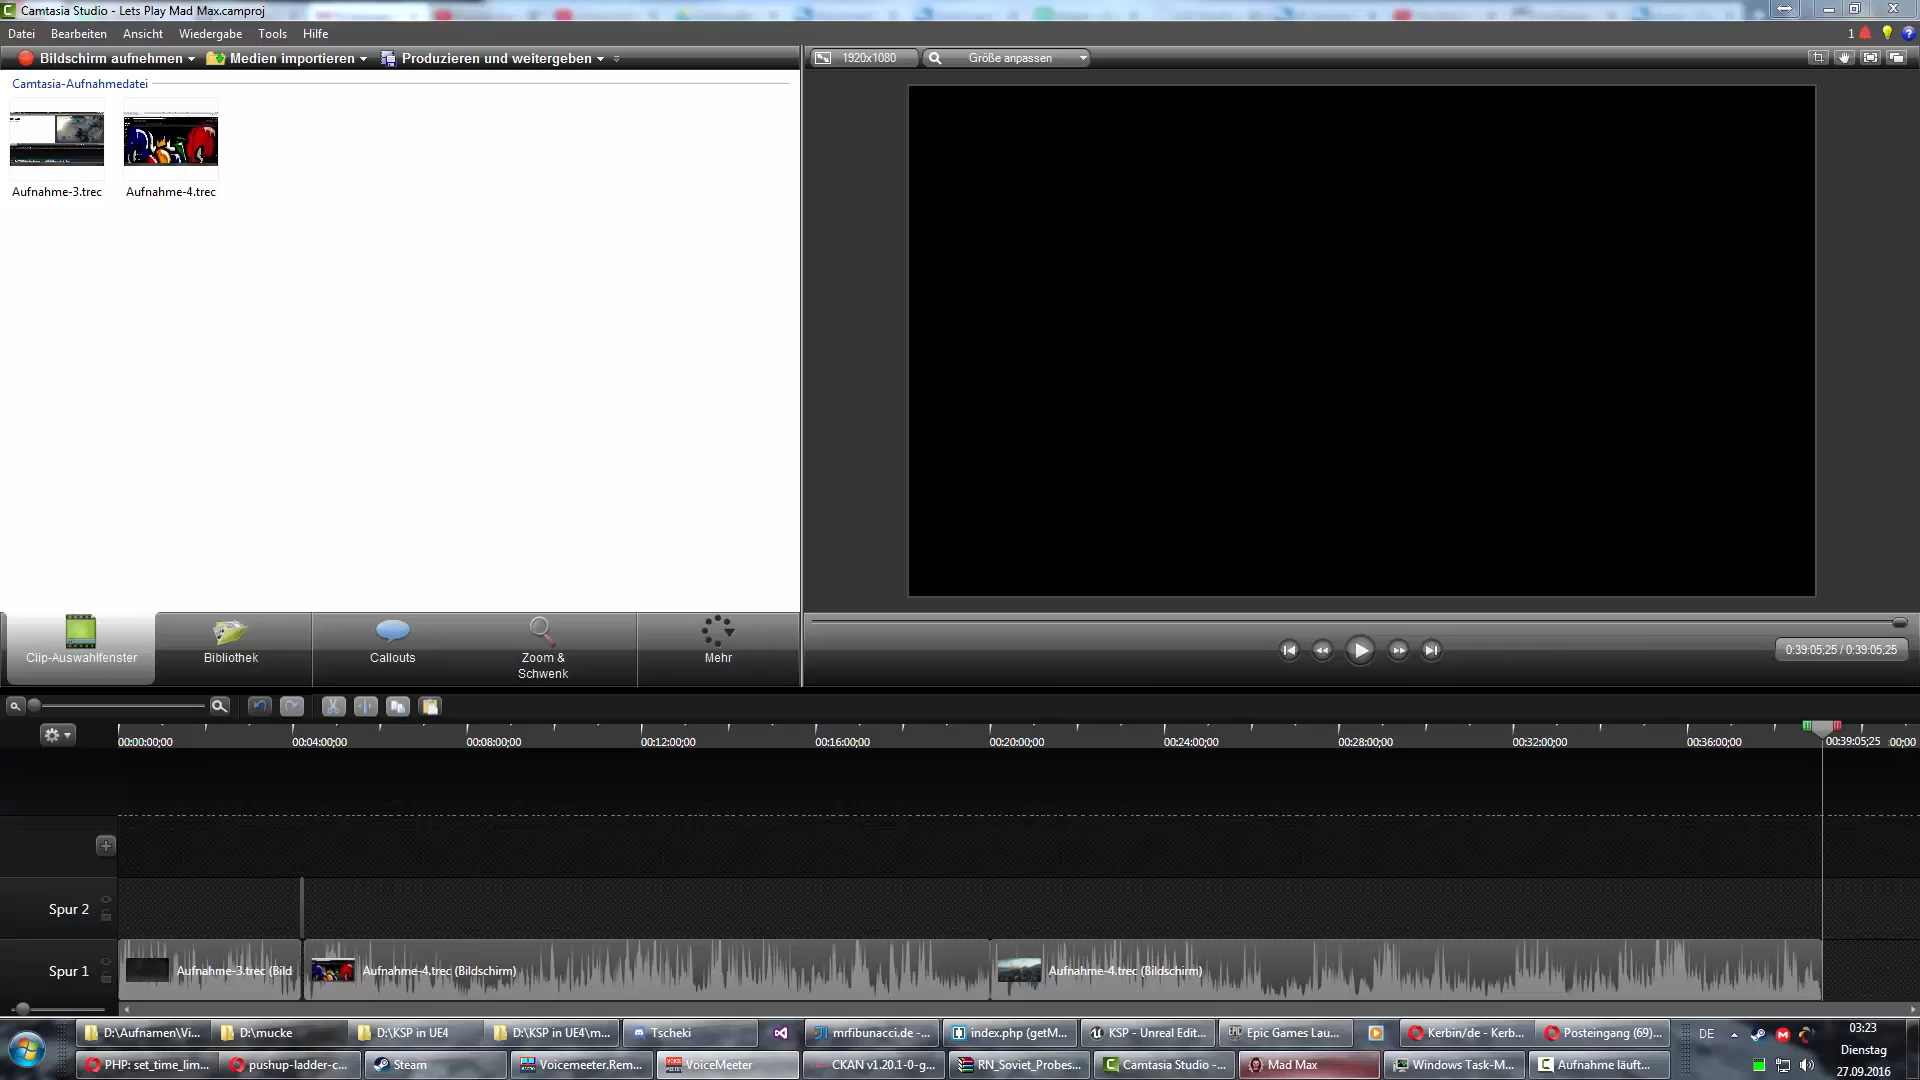 Camtasia Studio - Lets Play Mad Max.camproj
Datei Bearbeiten Ansicht Wiedergabe Tools Hilfe
1
Bildschirm aufnehmen Medien importieren Produzieren und weitergeben
1920x1080 Größe anpassen
Camtasia-Aufnahmedatei
Aufnahme-3.trec Aufnahme-4.trec
Clip-Auswahlfenster Bibliothek Callouts Zoom & Schwenk Mehr
0:39:05;25 / 0:39:05;25
00:00:00;00 00:04:00;00 00:08:00;00 00:12:00;00 00:16:00;00 00:20:00;00 00:24:00;00 00:28:00;00 00:32:00;00 00:36:00;00 00:39:05;25 :00;00
Spur 2
Spur 1 Aufnahme-3.trec (Bild Aufnahme-4.trec (Bildschirm) Aufnahme-4.trec (Bildschirm)
D:\Aufnamen\Vi... D:\mucke D:\KSP in UE4 D:\KSP in UE4\m... Tscheki mrfibunacci.de -... index.php (getM... KSP - Unreal Edit... Epic Games Lau... Kerbin/de - Kerb... Posteingang (69)... DE 03:23
Dienstag
PHP: set_time_lim... pushup-ladder-c... Steam Voicemeeter.Rem... VoiceMeeter CKAN v1.20.1-0-g... RN_Soviet_Probes... Camtasia Studio -... Mad Max Windows Task-M... Aufnahme läuft... 27.09.2016